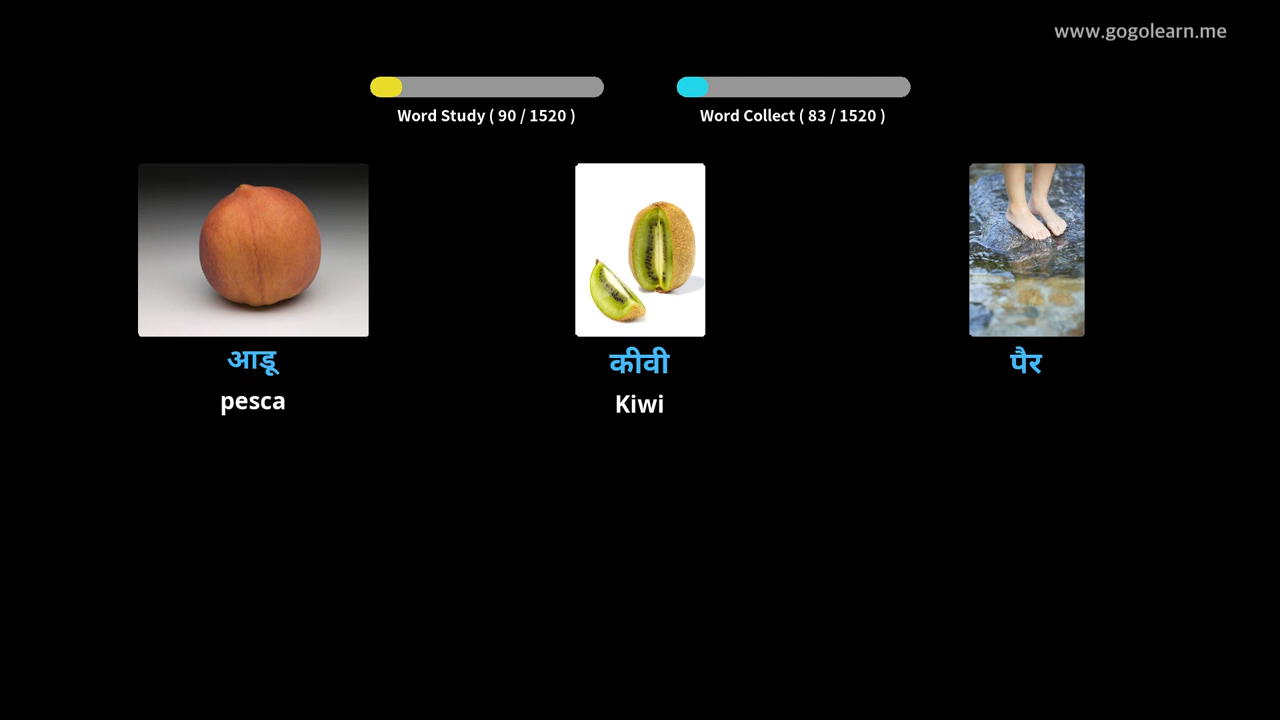 www.gogolearn.me
Word Study ( 90 / 1520 )
Word Collect ( 83 / 1520 )
आडू
pesca
कीवी
Kiwi
पैर